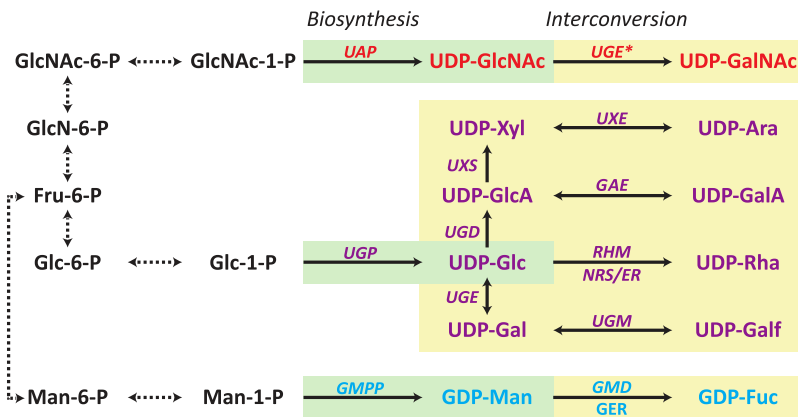 Biosynthesis Interconversion
GlcNAc-6-P GlcNAc-1-P UAP UDP-GlcNAc UGE* UDP-GalNAc
GlcN-6-P UDP-Xyl UXE UDP-Ara
UXS
Fru-6-P UDP-GlcA GAE UDP-GalA
UGD
Glc-6-P Glc-1-P UGP UDP-Glc RHM UDP-Rha
NRS/ER
UGE
UDP-Gal UGM UDP-Galf
Man-6-P Man-1-P GMPP GDP-Man GMD GDP-Fuc
GER